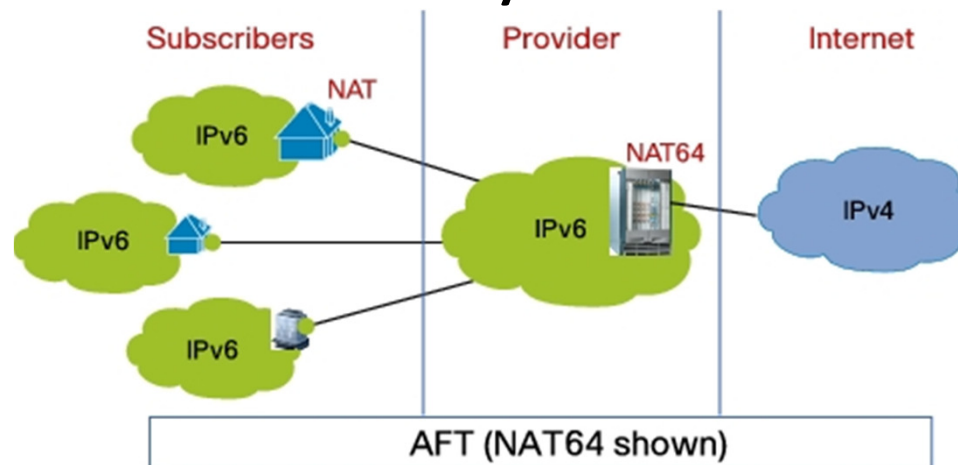 Subscribers
Provider
Internet
NAT
IPv6
NAT64
IPv6
IPv4
IPv6
IPv6
AFT (NAT64 shown)